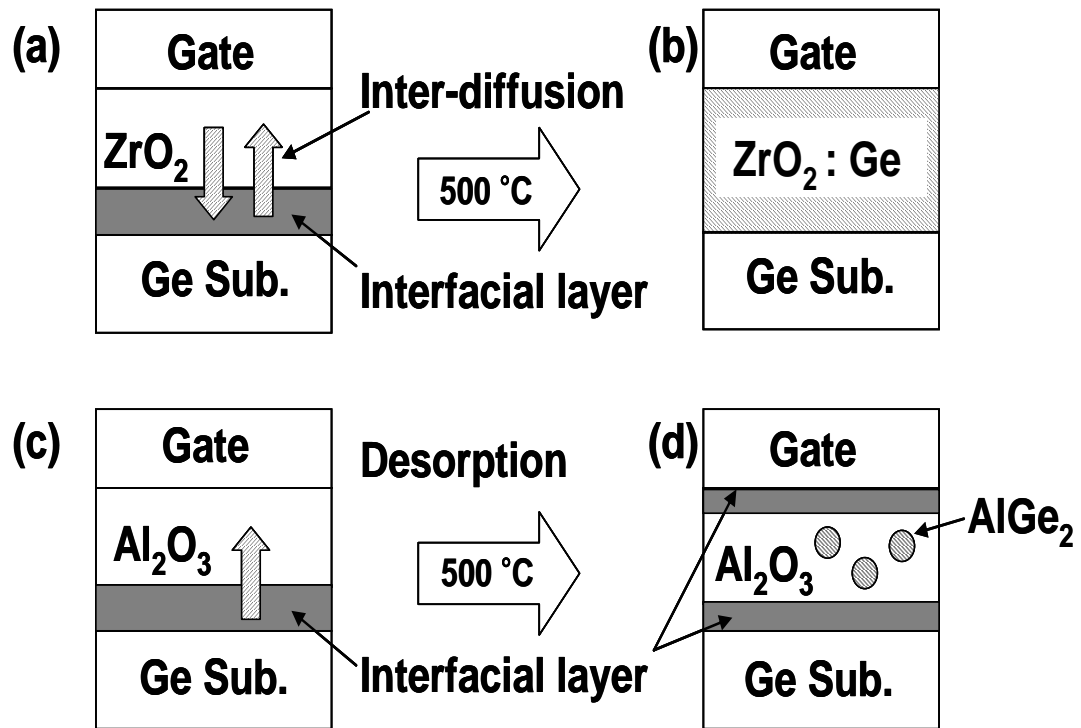 (a)
Gate
Inter-diffusion
ZrO₂
500 °C
Interfacial layer
Ge Sub.
(b)
Gate
ZrO₂ : Ge
Ge Sub.
(c)
Gate
Desorption
Al₂O₃
500 °C
Interfacial layer
Ge Sub.
(d)
Gate
AlGe₂
Al₂O₃
Ge Sub.